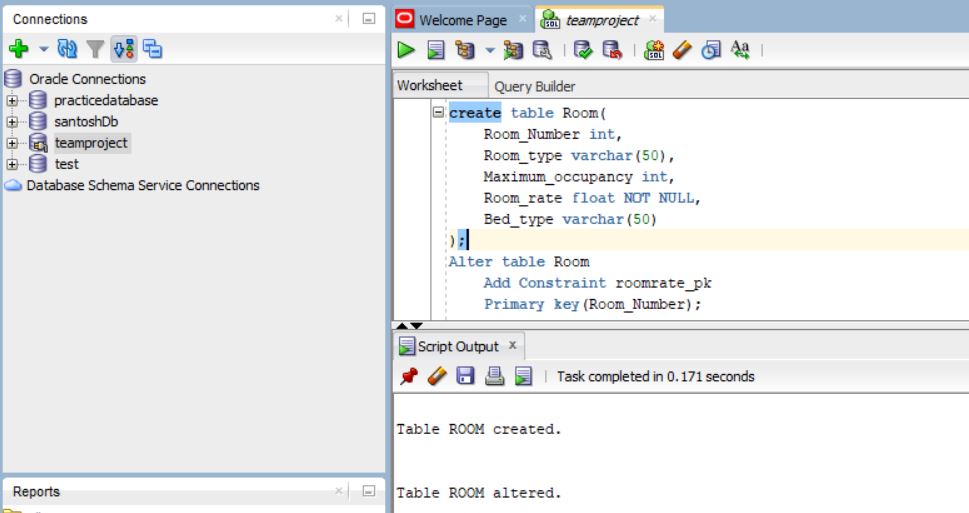 Connections
Oracle Connections
practicedatabase
santoshDb
teamproject
test
Database Schema Service Connections
Reports
Welcome Page
teamproject
Worksheet
Query Builder
create table Room(
Room_Number int,
Room_type varchar(50),
Maximum_occupancy int,
Room_rate float NOT NULL,
Bed_type varchar(50)
);
Alter table Room
Add Constraint roomrate_pk
Primary key(Room_Number);
Script Output
Task completed in 0.171 seconds
Table ROOM created.
Table ROOM altered.